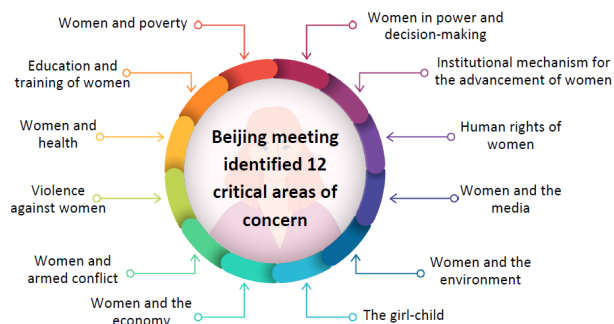 Women and poverty
Women in power and
decision-making
Education and
training of women
Institutional mechanism for
the advancement of women
Women and
health
Beijing meeting
identified 12
critical areas of
concern
Human rights of
women
Violence
against women
Women and the
media
Women and
armed conflict
Women and the
environment
Women and the
economy
The girl-child